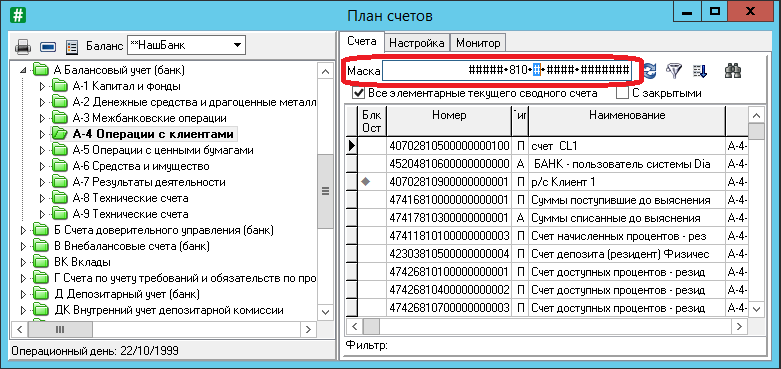 План счетов
Баланс **НашБанк
А Балансовый учет (банк)
А-1 Капитал и фонды
А-2 Денежные средства и драгоценные металл
А-3 Межбанковские операции
А-4 Операции с клиентами
А-5 Операции с ценными бумагами
А-6 Средства и имущество
А-7 Результаты деятельности
А-8 Технические счета
А-9 Технические счета
Б Счета доверительного управления (банк)
В Внебалансовые счета (банк)
ВК Вклады
Г Счета по учету требований и обязательств по про
Д Депозитарный учет (банк)
ДК Внутренний учет депозитарной комиссии
Операционный день: 22/10/1999
Счета Настройка Монитор
Маска #####•810•#•####•#######
Все элементарные текущего сводного счета С закрытыми
Блк Ост Номер Тип Наименование
40702810500000000100 П счет CL1 А-4-
45204810600000000000 А БАНК - пользователь системы Dia А-4-
40702810900000000001 П р/с Клиент 1 А-4-
47416810000000000001 П Суммы поступившие до выяснения А-4-
47417810300000000001 А Суммы списанные до выяснения А-4-
47411810100000000003 П Счет начисленных процентов - рез А-4-
42303810500000000004 П Счет депозита (резидент) Физичес А-4-
47426810100000000001 П Счет доступных процентов - резид А-4-
47426810400000000002 П Счет доступных процентов - резид А-4-
47426810700000000003 П Счет доступных процентов - резид А-4-
Фильтр: